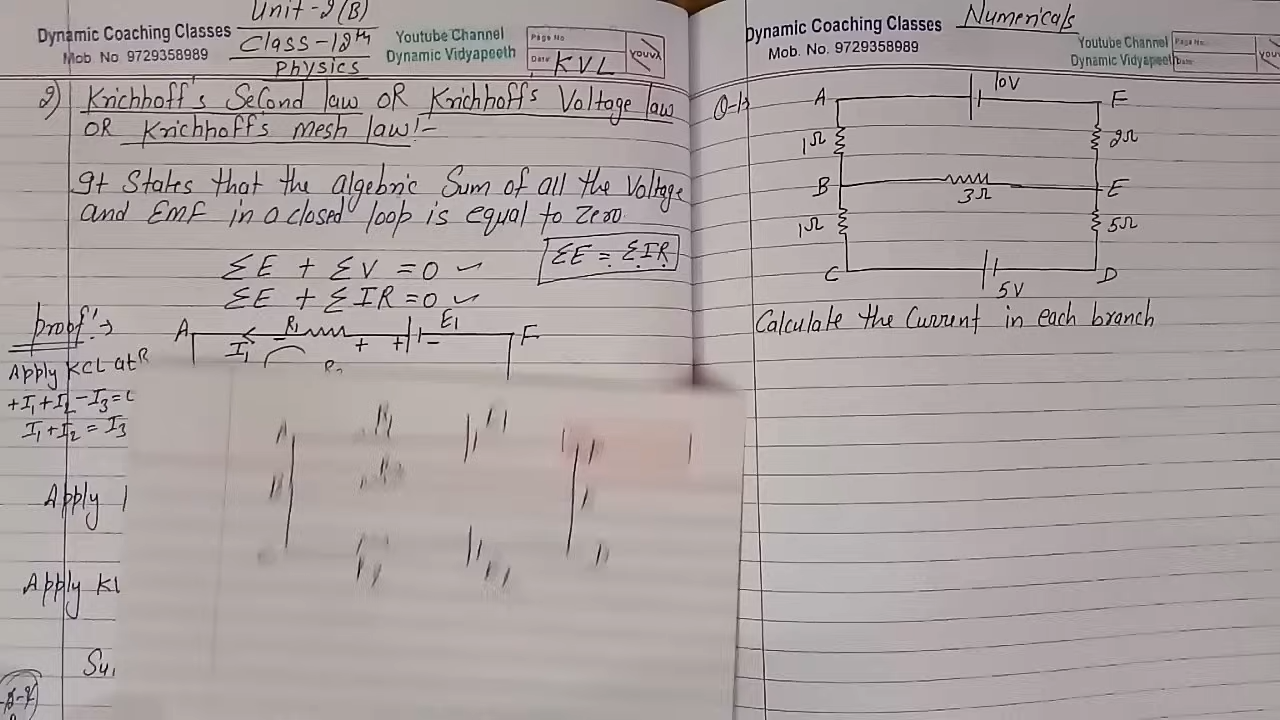 Dynamic Coaching Classes
Mob. No. 9729358989
Unit-2(B)
Class-12th
Physics
Youtube Channel
Dynamic Vidyapeeth
Page No.
Date: KVL
YOUVA
2) Krichhoff's Second law OR Krichhoff's Voltage law
OR Krichhoff's mesh law:-
It States that the algebric Sum of all the Voltage
and EMF in a closed loop is equal to zero.
ΣE + ΣV = 0
ΣE = ΣIR
ΣE + ΣIR = 0
proof:→
A I₁ R₁ + + E₁ − F
Apply KCL at B
+I₁+I₂-I₃=
I₁+I₂ = I₃
Apply
Apply
Dynamic Coaching Classes
Mob. No. 9729358989
Numericals
Youtube Channel
Dynamic Vidyapeeth
Page No.
Date:
Q-1
A 10V F
1Ω 2Ω
B 3Ω E
1Ω 5Ω
C 5V D
Calculate the Current in each branch